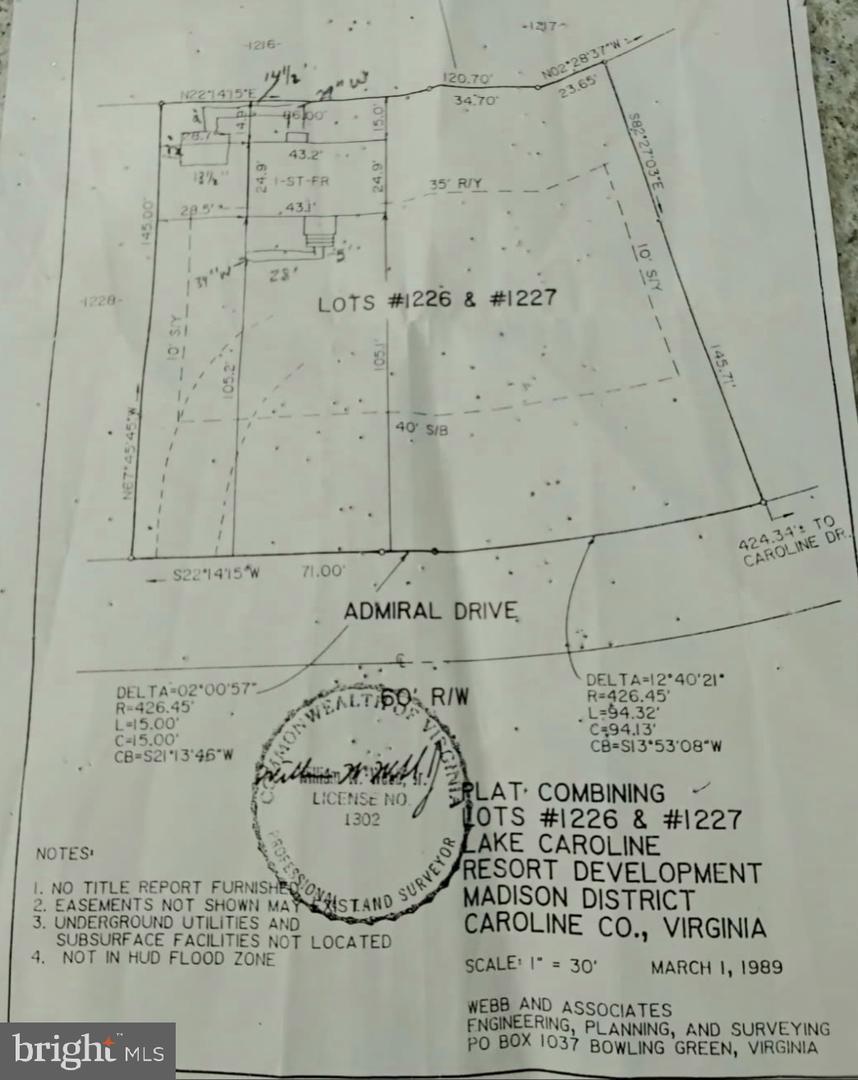 -1216-
-1217-
14½'
N22°14'15"E
120.70'
34.70'
N02°28'37"W
23.65'
S82°27'03"E
15.0'
43.2'
1-ST-FR
24.9'
24.9'
13½"
28.5'
43.1'
35' R/Y
10' S/Y
145.00'
-1228-
34"W
28'
5'
LOTS #1226 & #1227
10' S/Y
105.2'
105.1'
145.71'
40' S/B
N67°45'45"W
S22°14'15"W
71.00'
424.34'± TO
CAROLINE DR.
ADMIRAL DRIVE
60' R/W
DELTA=02°00'57"
R=426.45'
L=15.00'
C=15.00'
CB=S21°13'46"W
DELTA=12°40'21"
R=426.45'
L=94.32'
C=94.13'
CB=S13°53'08"W
COMMONWEALTH OF VIRGINIA
LICENSE NO.
1302
PROFESSIONAL LAND SURVEYOR
PLAT COMBINING
LOTS #1226 & #1227
LAKE CAROLINE
RESORT DEVELOPMENT
MADISON DISTRICT
CAROLINE CO., VIRGINIA
SCALE: 1" = 30'
MARCH 1, 1989
WEBB AND ASSOCIATES
ENGINEERING, PLANNING, AND SURVEYING
PO BOX 1037 BOWLING GREEN, VIRGINIA
NOTES:
1. NO TITLE REPORT FURNISHED
2. EASEMENTS NOT SHOWN MAY EXIST
3. UNDERGROUND UTILITIES AND
SUBSURFACE FACILITIES NOT LOCATED
4. NOT IN HUD FLOOD ZONE
bright MLS